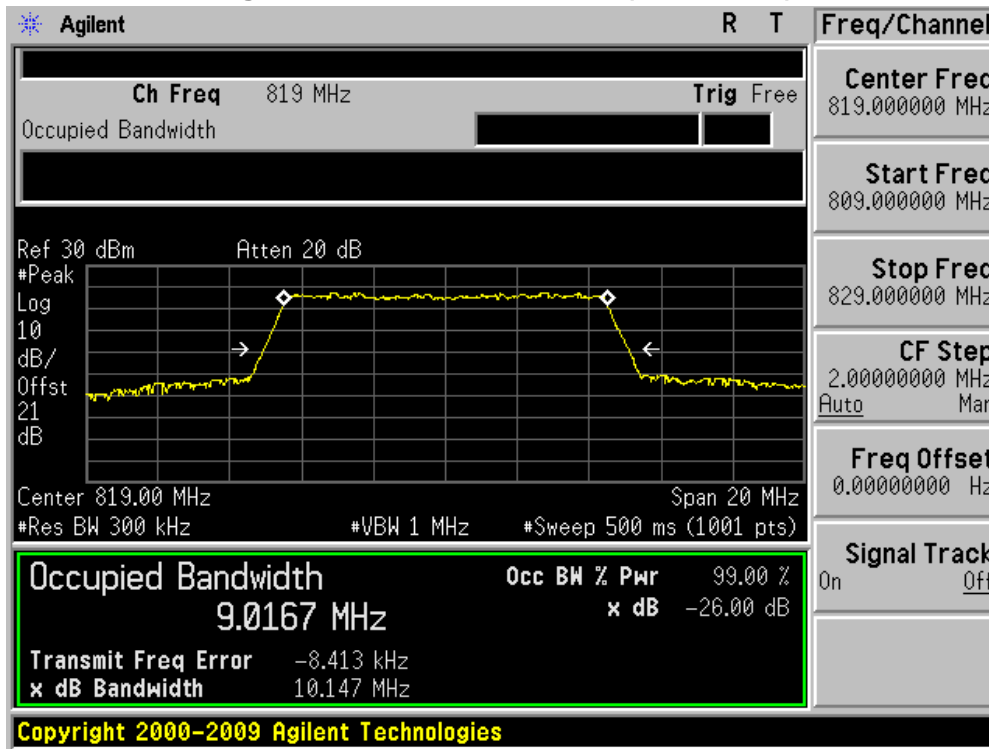 Agilent R T
Ch Freq 819 MHz Trig Free
Occupied Bandwidth
Ref 30 dBm Atten 20 dB
#Peak
Log
10
dB/
Offst
21
dB
Center 819.00 MHz Span 20 MHz
#Res BW 300 kHz #VBW 1 MHz #Sweep 500 ms (1001 pts)
Occupied Bandwidth Occ BW % Pwr 99.00 %
9.0167 MHz x dB -26.00 dB
Transmit Freq Error -8.413 kHz
x dB Bandwidth 10.147 MHz
Copyright 2000-2009 Agilent Technologies
Freq/Channel
Center Freq
819.000000 MHz
Start Freq
809.000000 MHz
Stop Freq
829.000000 MHz
CF Step
2.00000000 MHz
Auto Man
Freq Offset
0.00000000 Hz
Signal Track
On Off